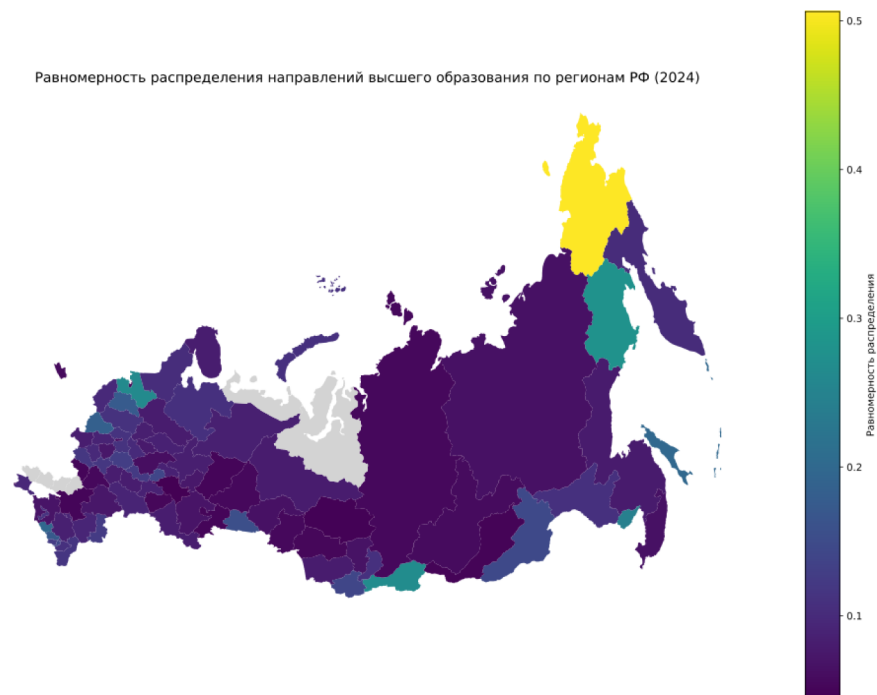 Равномерность распределения направлений высшего образования по регионам РФ (2024)
0.5
0.4
0.3
0.2
0.1
Равномерность распределения